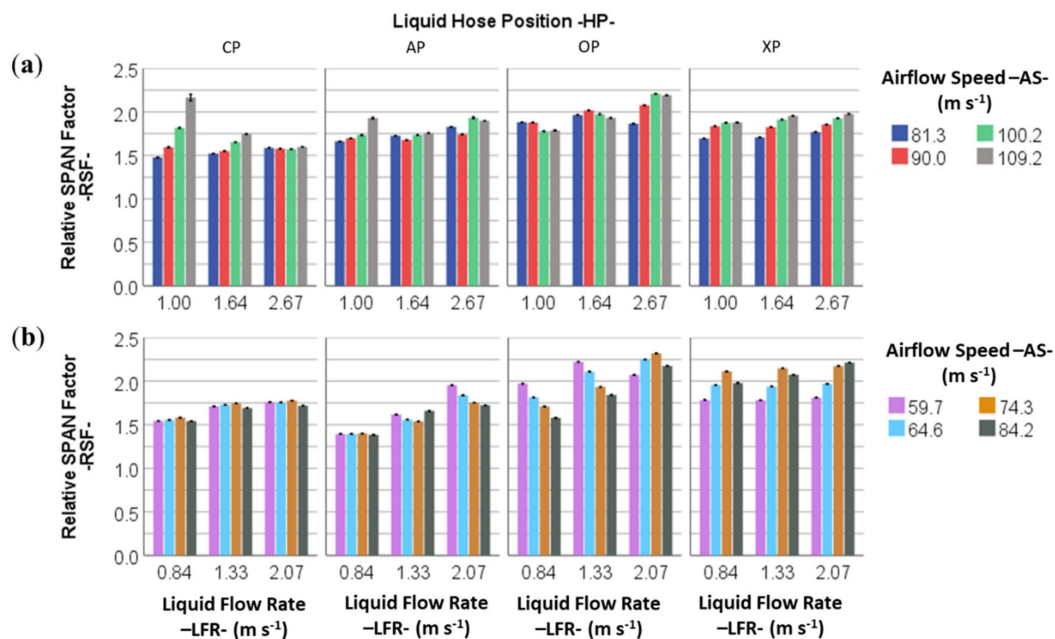 Liquid Hose Position -HP-
CP AP OP XP
(a)
Relative SPAN Factor
-RSF-
2.5
2.0
1.5
1.0
0.5
0.0
1.00 1.64 2.67 1.00 1.64 2.67 1.00 1.64 2.67 1.00 1.64 2.67
Airflow Speed –AS-
(m s⁻¹)
81.3 100.2
90.0 109.2
(b)
Relative SPAN Factor
-RSF-
2.5
2.0
1.5
1.0
0.5
0.0
0.84 1.33 2.07 0.84 1.33 2.07 0.84 1.33 2.07 0.84 1.33 2.07
Liquid Flow Rate Liquid Flow Rate Liquid Flow Rate Liquid Flow Rate
–LFR- (m s⁻¹) –LFR- (m s⁻¹) –LFR- (m s⁻¹) –LFR- (m s⁻¹)
Airflow Speed –AS-
(m s⁻¹)
59.7 74.3
64.6 84.2